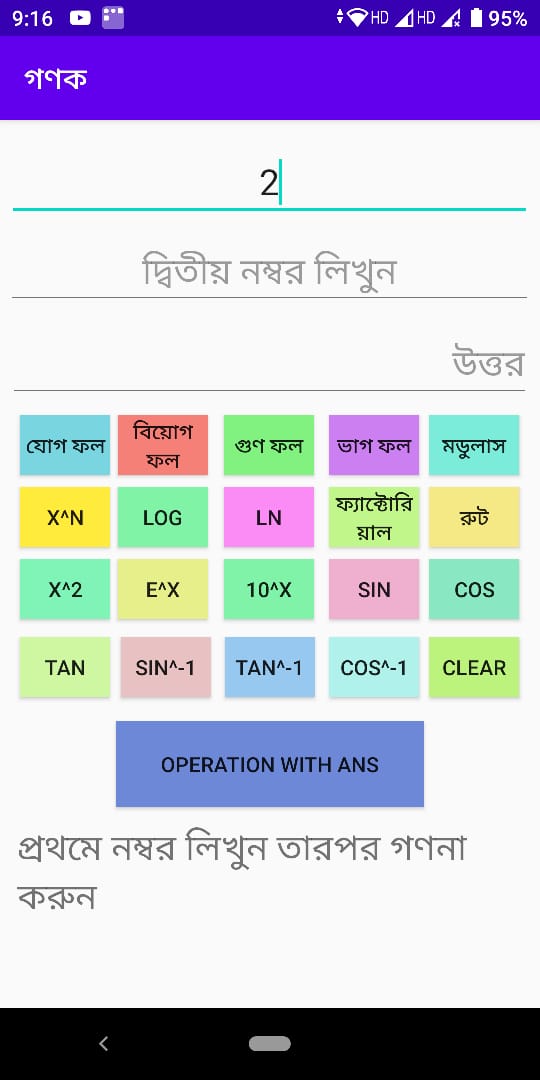 9:16 HD HD 95%
গণক
2
দ্বিতীয় নম্বর লিখুন
উত্তর
যোগ ফল বিয়োগ ফল গুণ ফল ভাগ ফল মডুলাস
X^N LOG LN ফ্যাক্টোরিয়াল রুট
X^2 E^X 10^X SIN COS
TAN SIN^-1 TAN^-1 COS^-1 CLEAR
OPERATION WITH ANS
প্রথমে নম্বর লিখুন তারপর গণনা
করুন